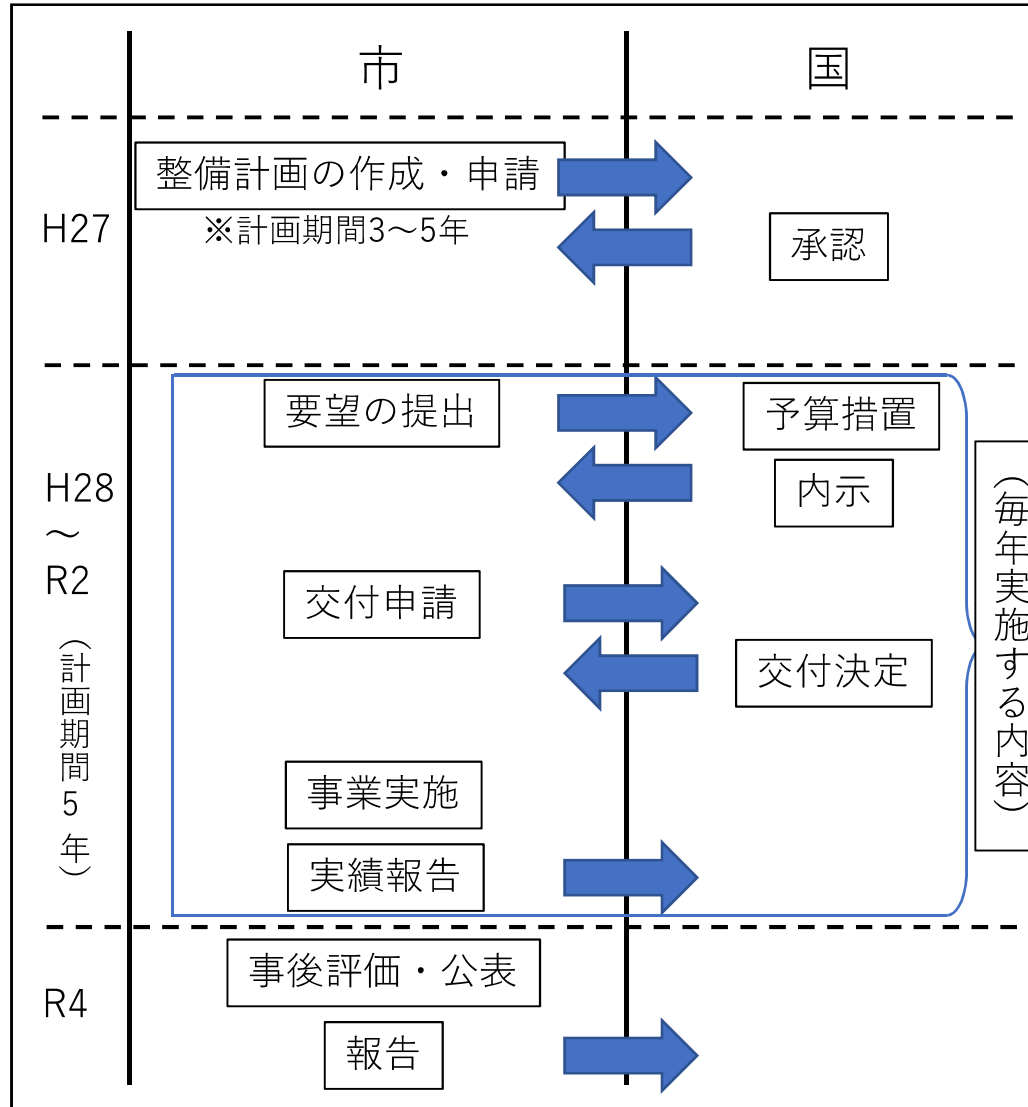 市
国
H27
整備計画の作成・申請
※計画期間3～5年
承認
H28
～
R2
（計画期間5年）
要望の提出
予算措置
内示
交付申請
交付決定
事業実施
実績報告
（毎年実施する内容）
R4
事後評価・公表
報告